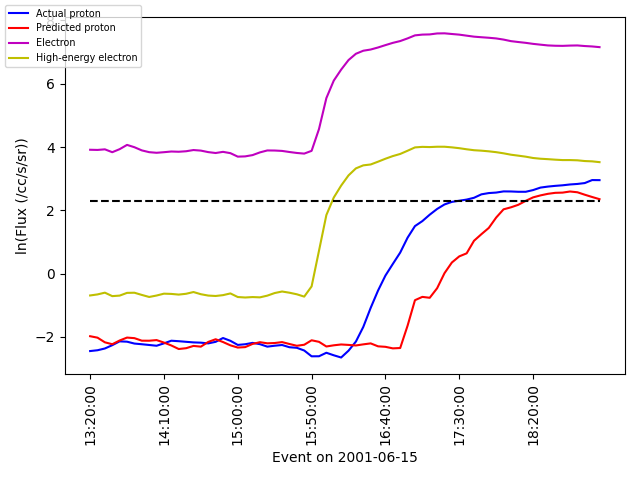 Actual proton
Predicted proton
Electron
High-energy electron
8
6
4
2
0
−2
ln(Flux (/cc/s/sr))
13:20:00
14:10:00
15:00:00
15:50:00
16:40:00
17:30:00
18:20:00
Event on 2001-06-15